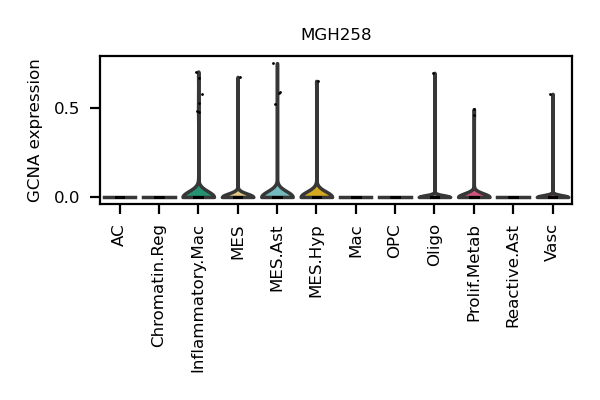 MGH258
GCNA expression
0.5
0.0
AC
Chromatin.Reg
Inflammatory.Mac
MES
MES.Ast
MES.Hyp
Mac
OPC
Oligo
Prolif.Metab
Reactive.Ast
Vasc